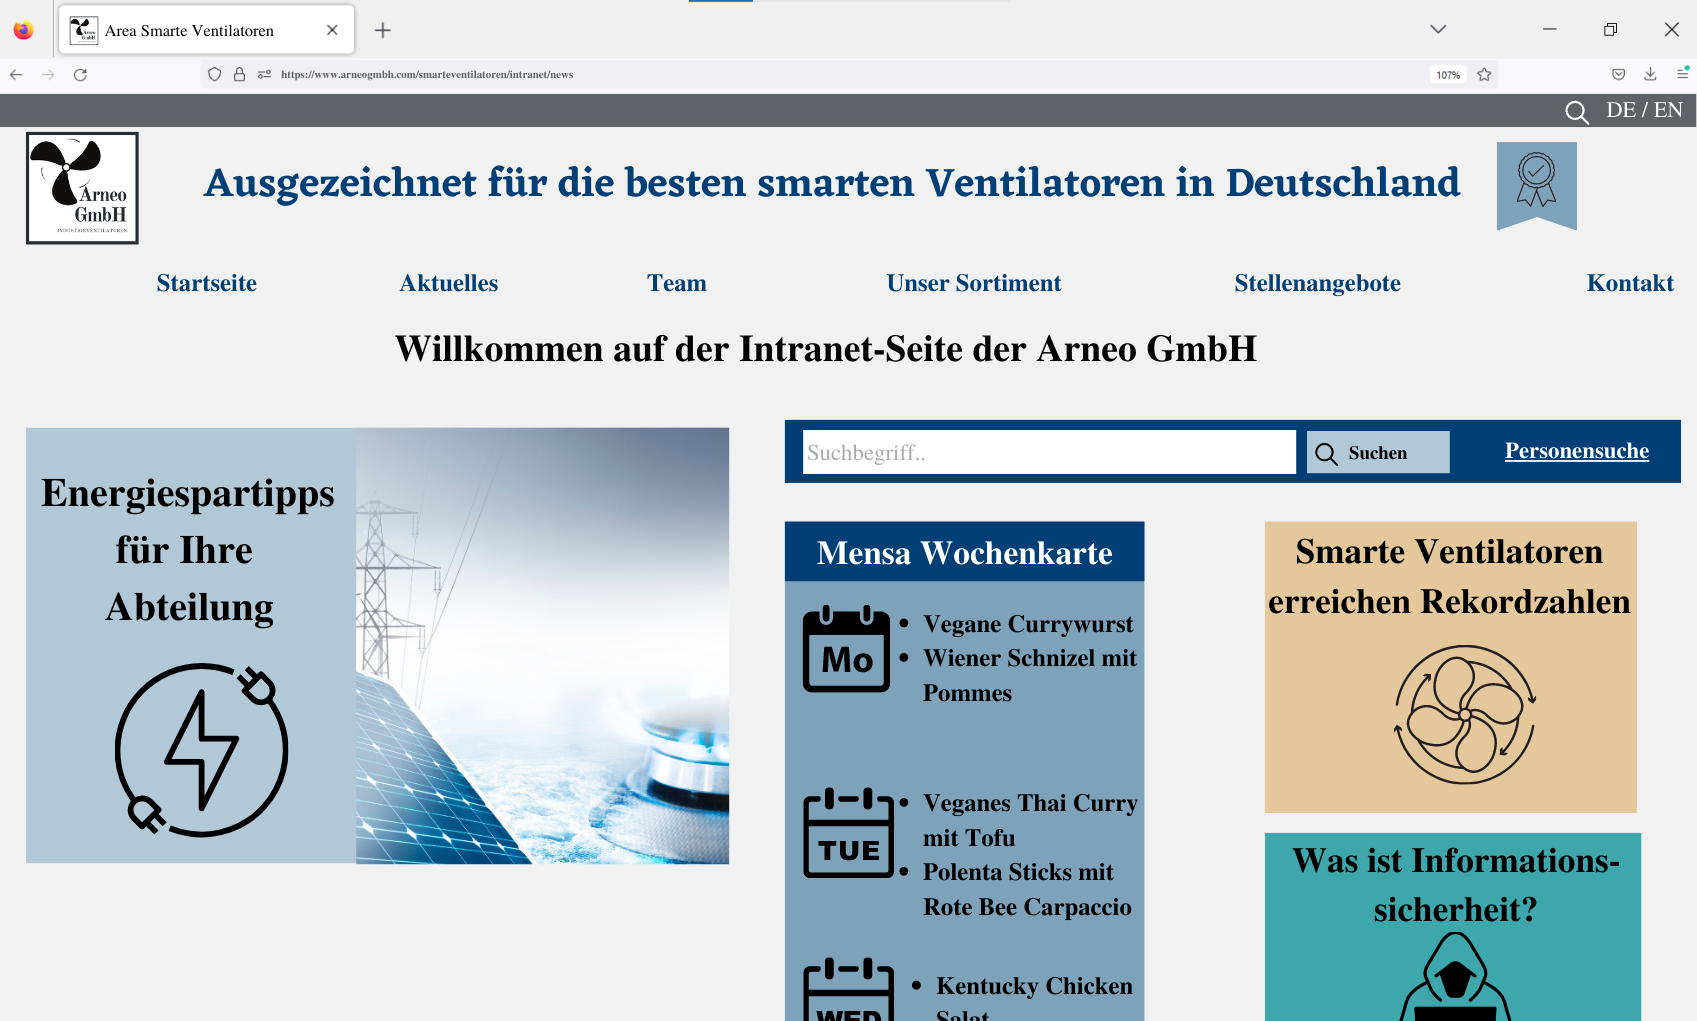 Area Smarte Ventilatoren
https://www.arneogmbh.com/smarteventilatoren/intranet/news
107%
DE / EN
Arneo
GmbH
INDUSTRIEVENTILATOREN
Ausgezeichnet für die besten smarten Ventilatoren in Deutschland
Startseite
Aktuelles
Team
Unser Sortiment
Stellenangebote
Kontakt
Willkommen auf der Intranet-Seite der Arneo GmbH
Energiespartipps
für Ihre
Abteilung
Suchbegriff..
Suchen
Personensuche
Mensa Wochenkarte
Mo
• Vegane Currywurst
• Wiener Schnizel mit
Pommes
TUE
• Veganes Thai Curry
mit Tofu
• Polenta Sticks mit
Rote Bee Carpaccio
WED
• Kentucky Chicken
Salat
Smarte Ventilatoren
erreichen Rekordzahlen
Was ist Informations-
sicherheit?